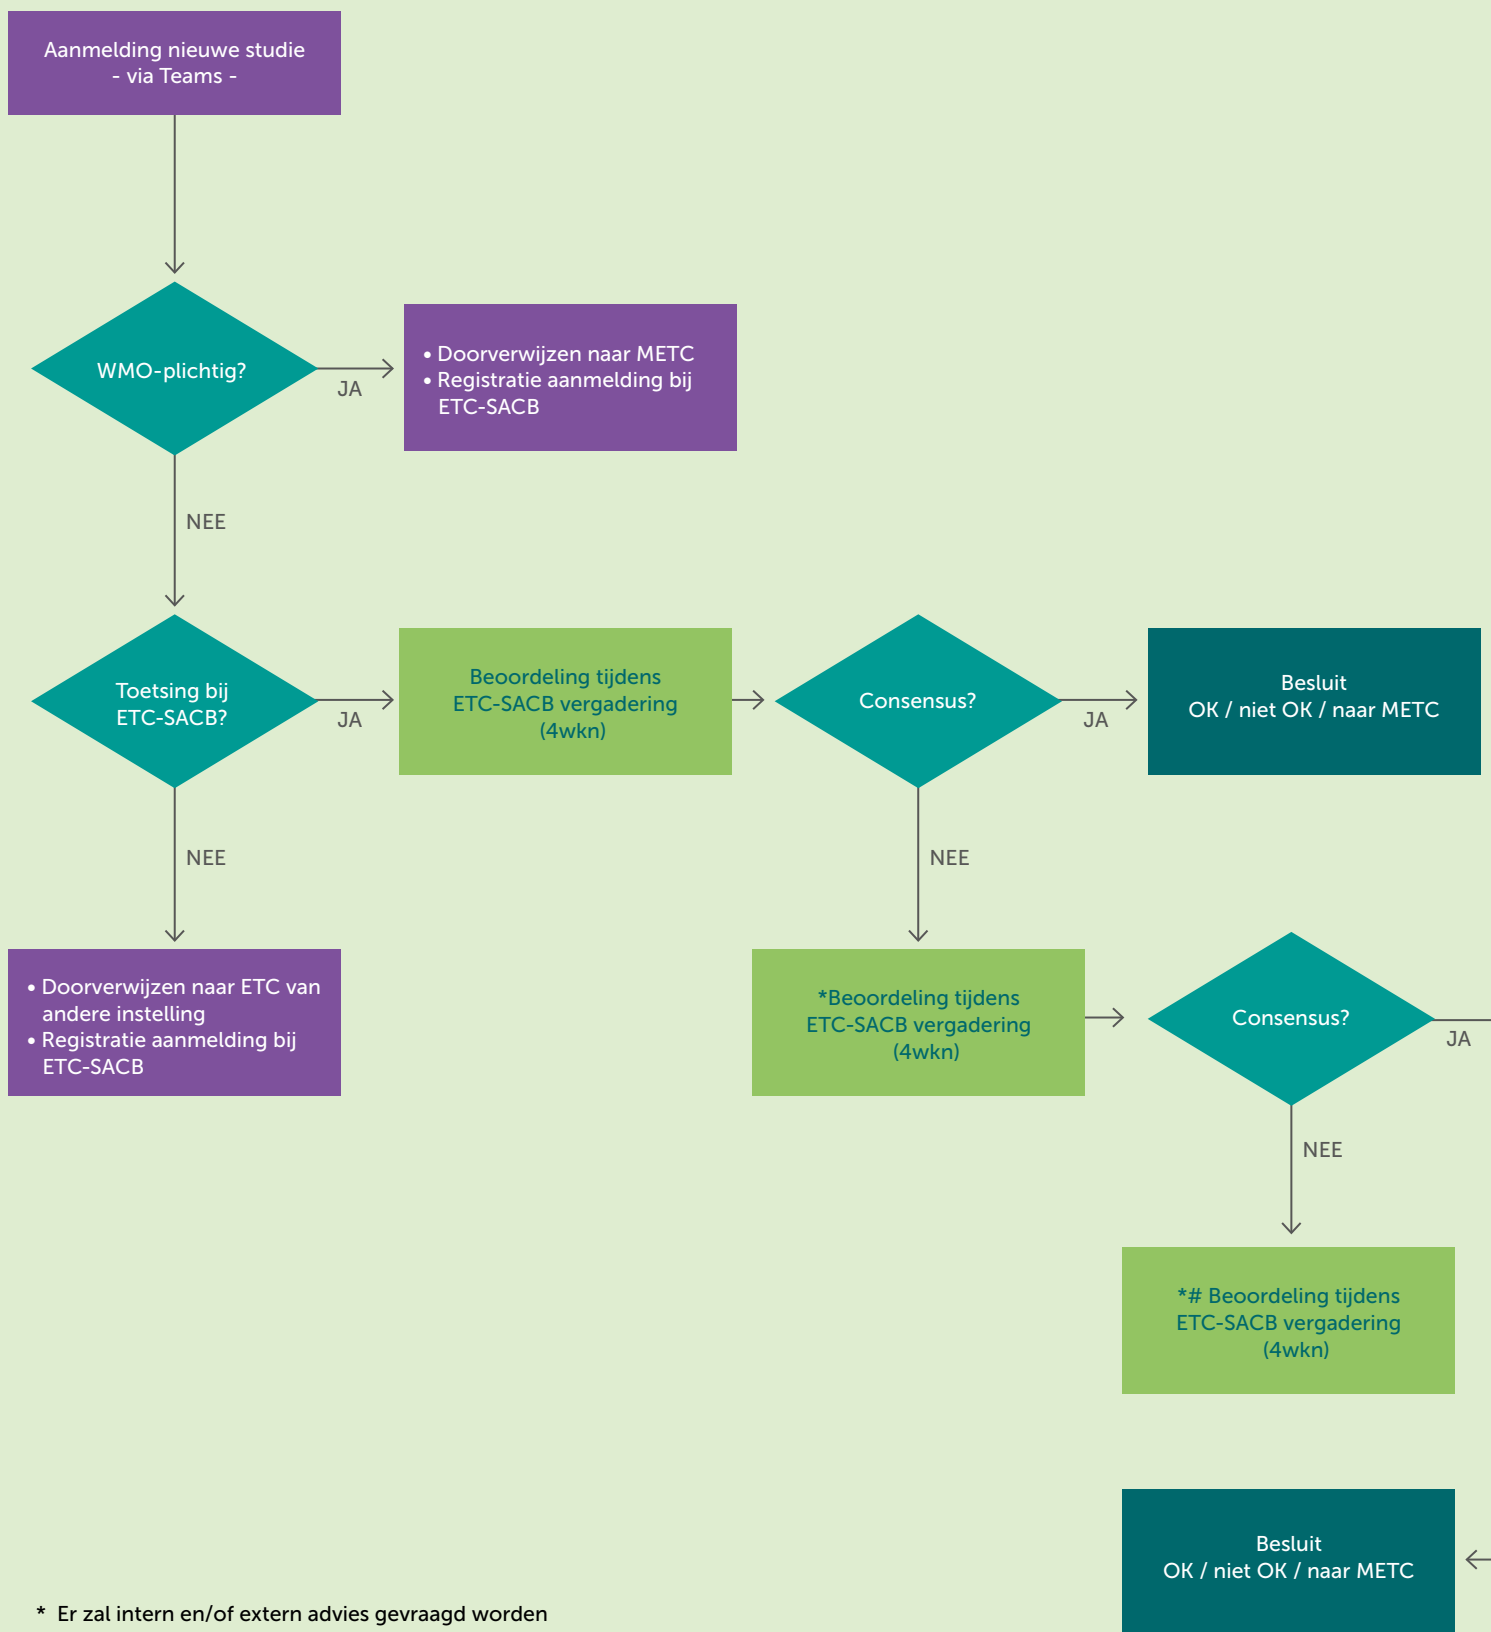 Aanmelding nieuwe studie
- via Teams -
WMO-plichtig?
JA
• Doorverwijzen naar METC
• Registratie aanmelding bij
ETC-SACB
NEE
Toetsing bij
ETC-SACB?
JA
Beoordeling tijdens
ETC-SACB vergadering
(4wkn)
Consensus?
JA
Besluit
OK / niet OK / naar METC
NEE
NEE
• Doorverwijzen naar ETC van
andere instelling
• Registratie aanmelding bij
ETC-SACB
*Beoordeling tijdens
ETC-SACB vergadering
(4wkn)
Consensus?
JA
NEE
*# Beoordeling tijdens
ETC-SACB vergadering
(4wkn)
Besluit
OK / niet OK / naar METC
* Er zal intern en/of extern advies gevraagd worden